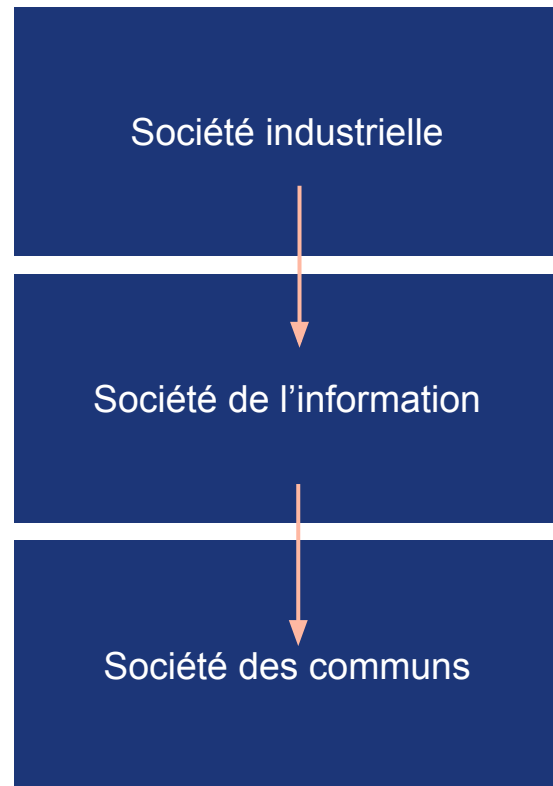 Société industrielle
Société de l’information
Société des communs